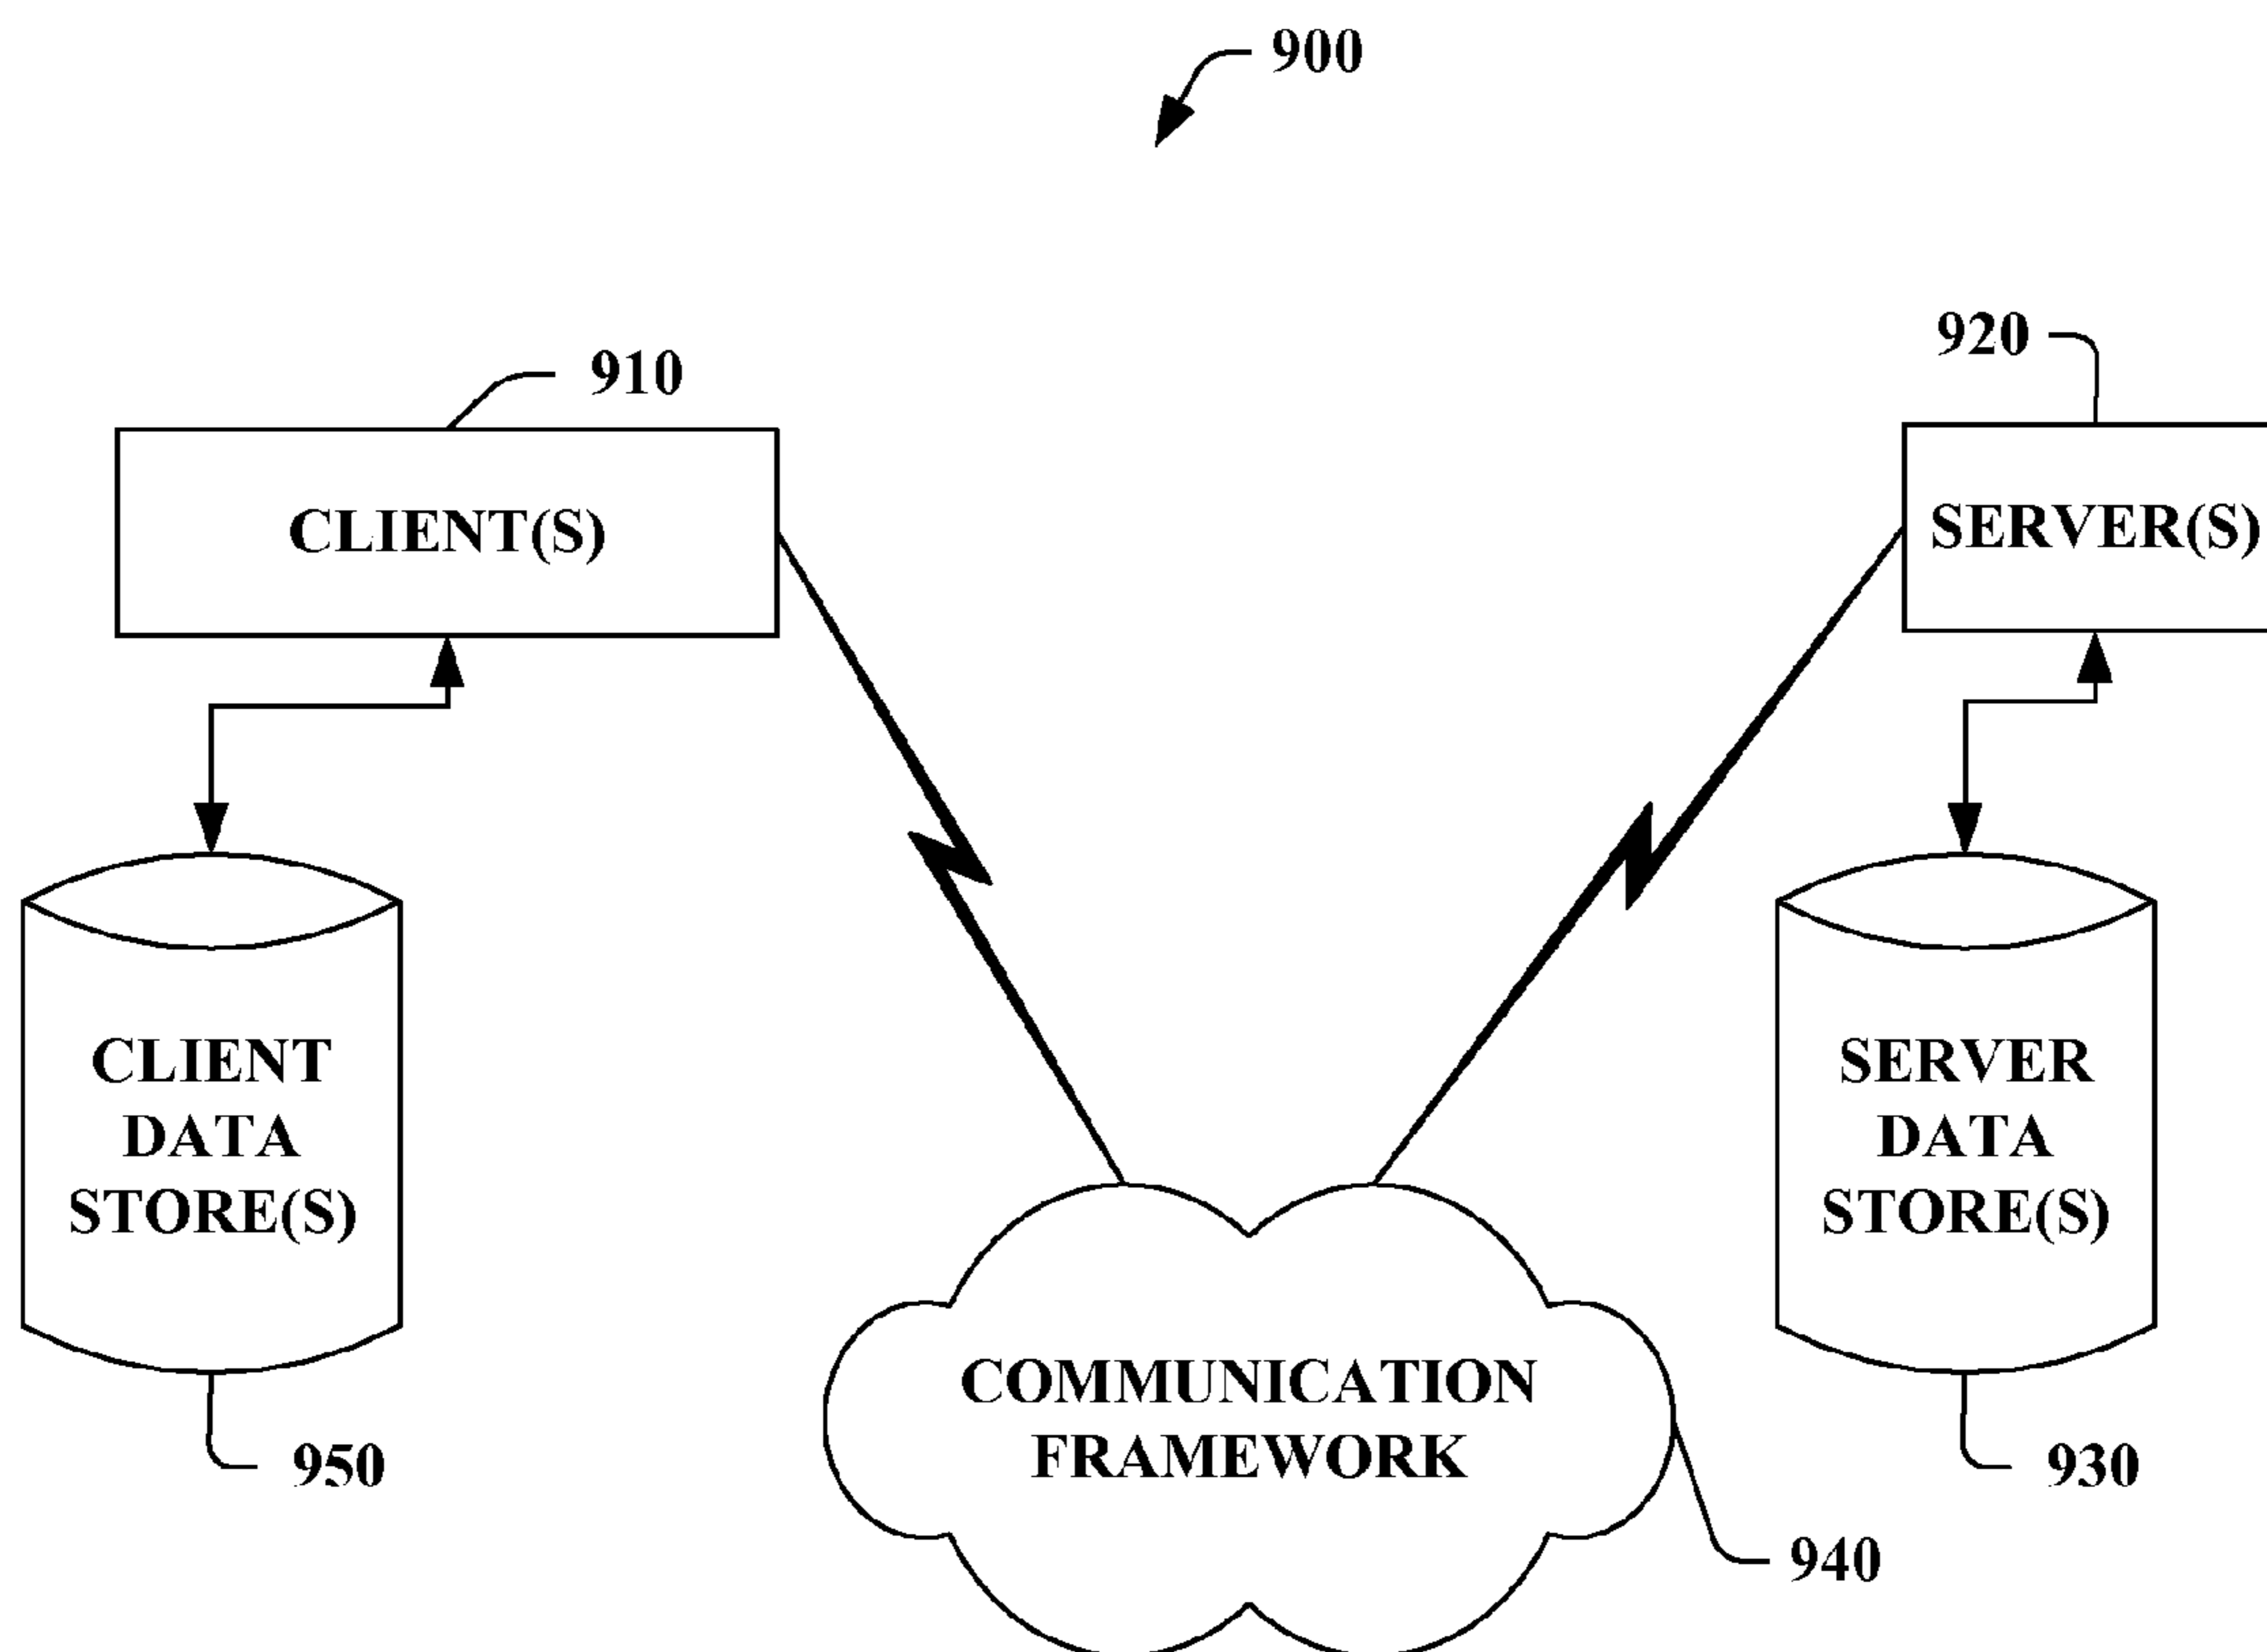 900
910
920
CLIENT(S)
SERVER(S)
CLIENT
DATA
STORE(S)
SERVER
DATA
STORE(S)
COMMUNICATION
FRAMEWORK
950
930
940